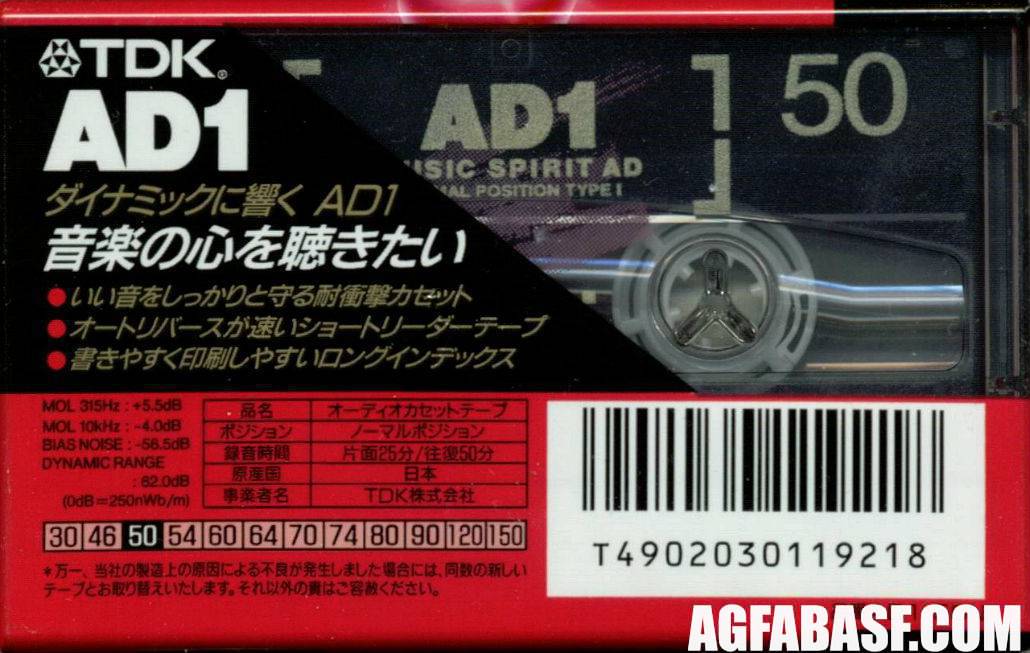 TDK®
AD1
ダイナミックに響く AD1
音楽の心を聴きたい
●いい音をしっかりと守る耐衝撃カセット
●オートリバースが速いショートリーダーテープ
●書きやすく印刷しやすいロングインデックス
AD1
USIC SPIRIT AD
AL POSITION TYPE I
50
MOL 315Hz : +5.5dB
MOL 10kHz : -4.0dB
BIAS NOISE : -56.5dB
DYNAMIC RANGE
: 62.0dB
(0dB=250nWb/m)
品名 オーディオカセットテープ
ポジション ノーマルポジション
録音時間 片面25分/往復50分
原産国 日本
事業者名 TDK株式会社
30 46 50 54 60 64 70 74 80 90 120 150
*万一、当社の製造上の原因による不良が発生しました場合には、同数の新しい
テープとお取り替えいたします。それ以外の責はご容赦ください。
T4902030119218
AGFABASF.COM